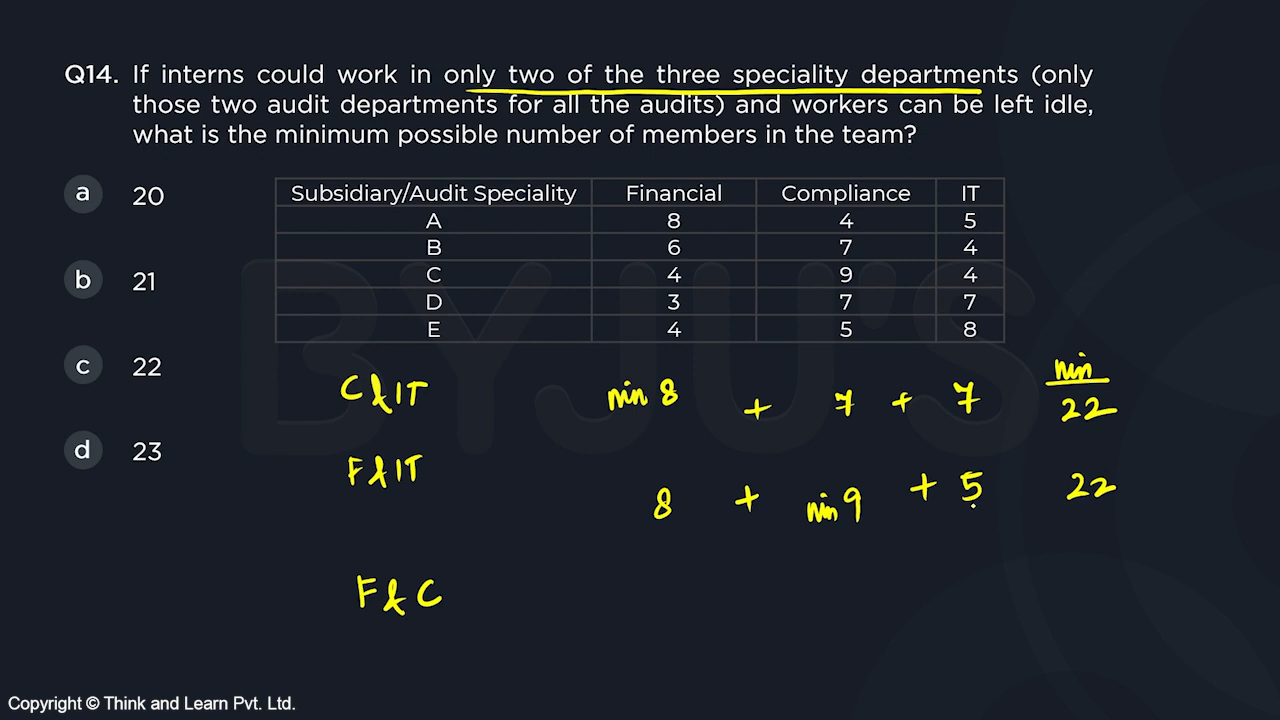 Q14. If interns could work in only two of the three speciality departments (only
those two audit departments for all the audits) and workers can be left idle,
what is the minimum possible number of members in the team?
a 20
b 21
c 22
d 23
Subsidiary/Audit Speciality Financial Compliance IT
A 8 4 5
B 6 7 4
C 4 9 4
D 3 7 7
E 4 5 8
BYJU'S
C & IT min 8 + 7 + 7 min 22
F & IT 8 + min 9 + 5 22
F & C
Copyright © Think and Learn Pvt. Ltd.